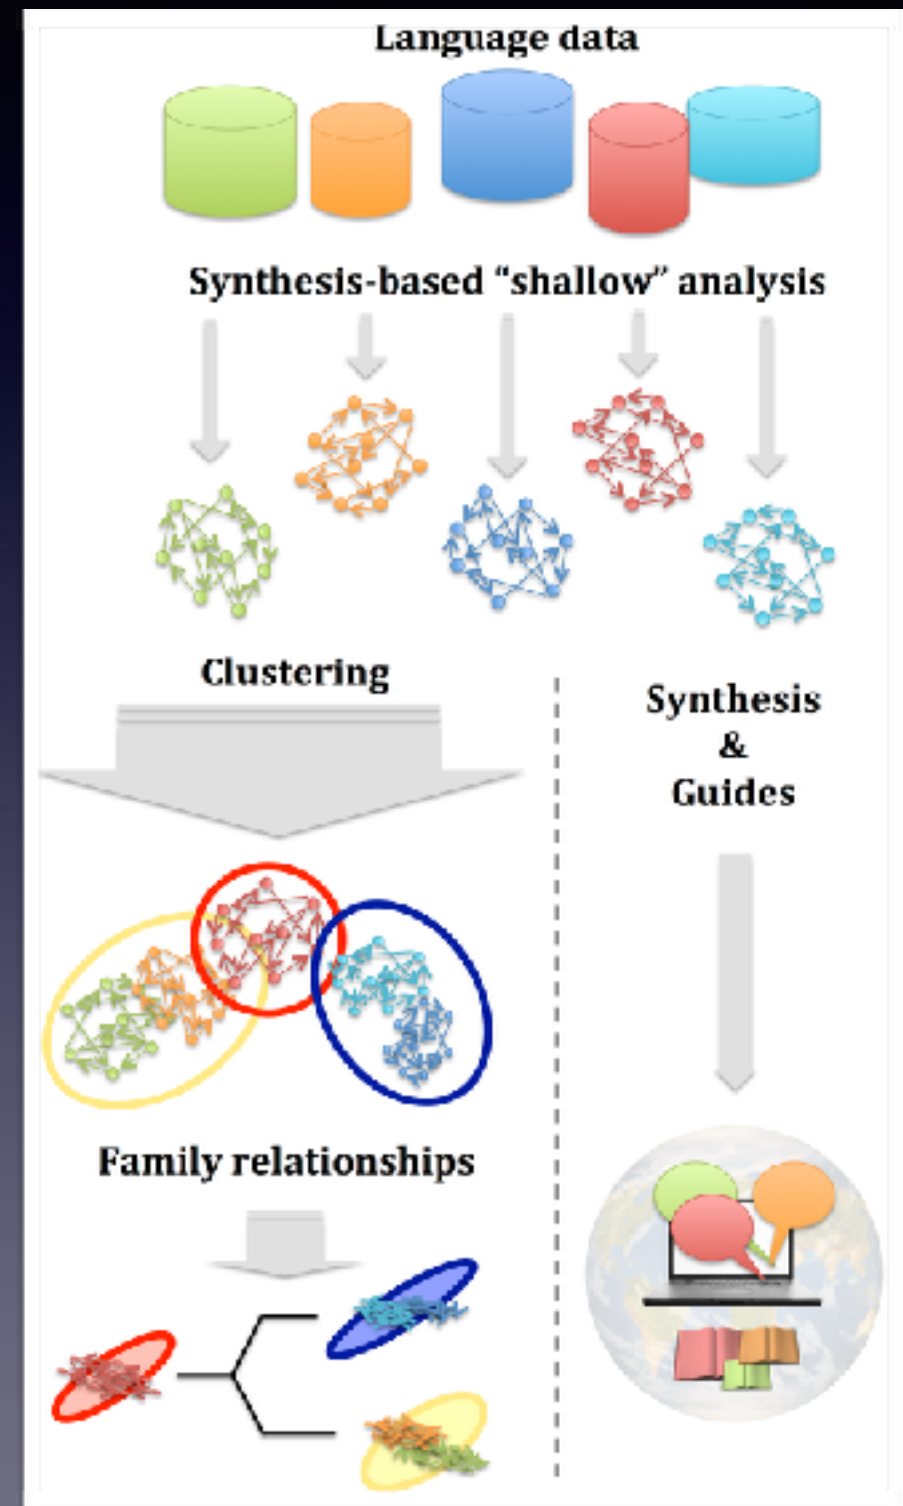 Language data
Synthesis-based “shallow” analysis
Clustering
Synthesis
&
Guides
Family relationships